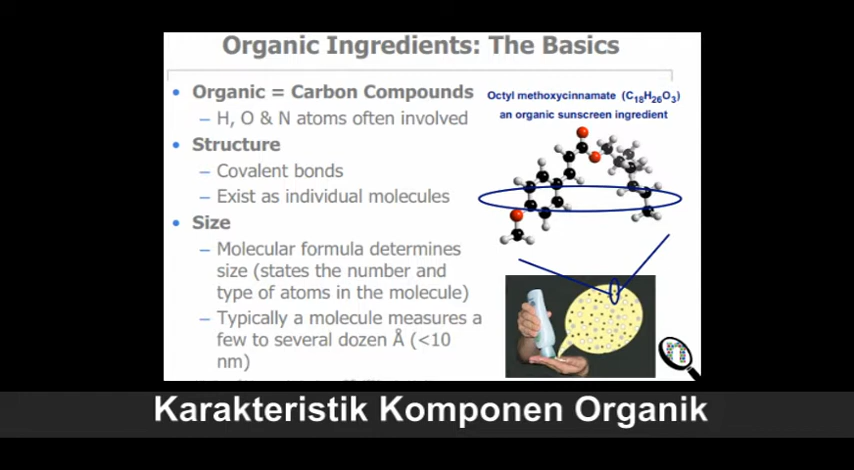 Organic Ingredients: The Basics
• Organic = Carbon Compounds
– H, O & N atoms often involved
• Structure
– Covalent bonds
– Exist as individual molecules
• Size
– Molecular formula determines
size (states the number and
type of atoms in the molecule)
– Typically a molecule measures a
few to several dozen Å (<10
nm)
Octyl methoxycinnamate (C₁₈H₂₆O₃)
an organic sunscreen ingredient
n
Karakteristik Komponen Organik